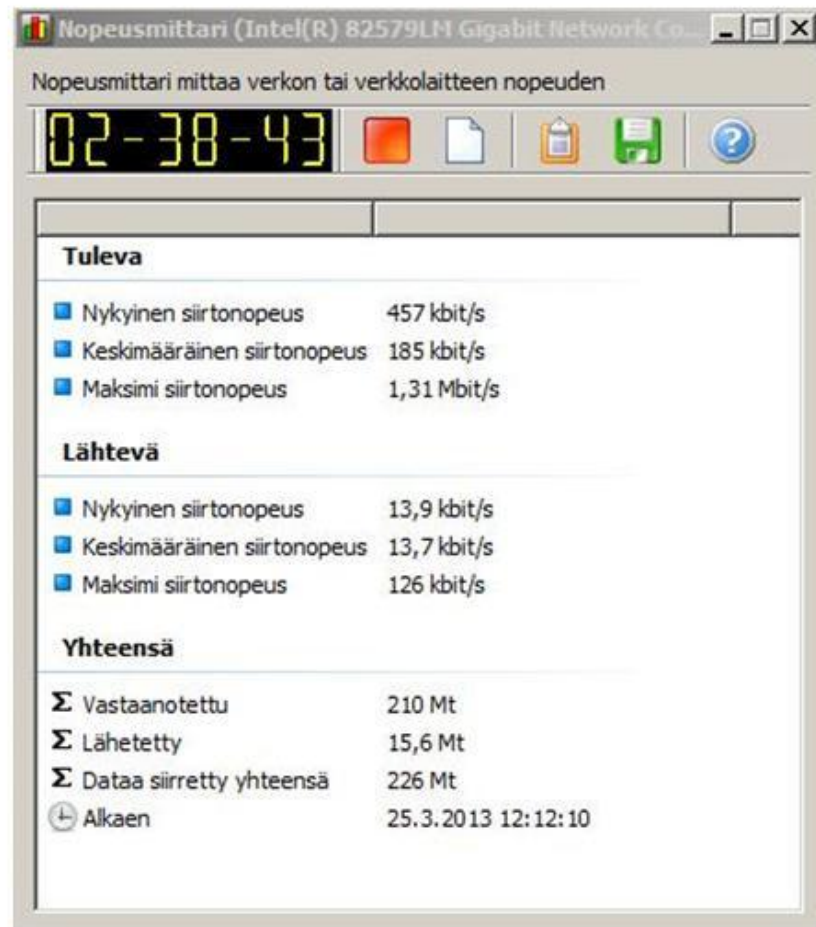 Nopeusmittari (Intel(R) 82579LM Gigabit Network Co...
Nopeusmittari mittaa verkon tai verkkolaitteen nopeuden
02-38-43
Tuleva
Nykyinen siirtonopeus 457 kbit/s
Keskimääräinen siirtonopeus 185 kbit/s
Maksimi siirtonopeus 1,31 Mbit/s
Lähtevä
Nykyinen siirtonopeus 13,9 kbit/s
Keskimääräinen siirtonopeus 13,7 kbit/s
Maksimi siirtonopeus 126 kbit/s
Yhteensä
Σ Vastaanotettu 210 Mt
Σ Lähetetty 15,6 Mt
Σ Dataa siirretty yhteensä 226 Mt
Alkaen 25.3.2013 12:12:10